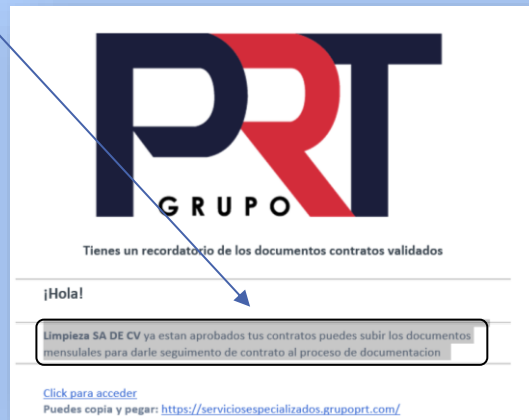 PRT
GRUPO
Tienes un recordatorio de los documentos contratos validados
¡Hola!
Limpieza SA DE CV ya estan aprobados tus contratos puedes subir los documentos
mensulales para darle seguimento de contrato al proceso de documentacion
Click para acceder
Puedes copia y pegar: https://serviciosespecializados.grupoprt.com/